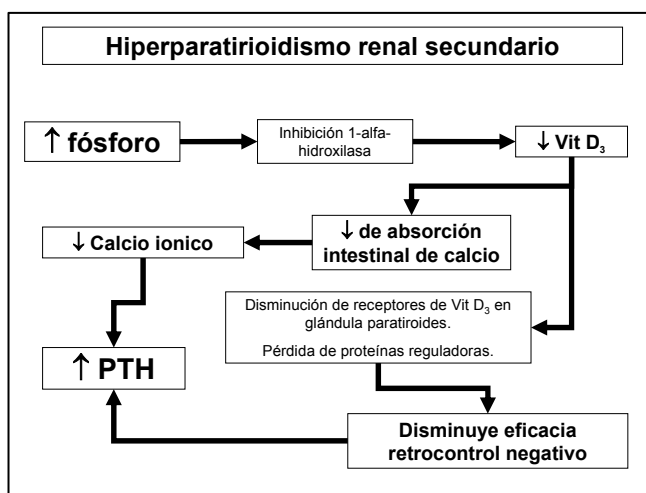 Hiperparatirioidismo renal secundario
↑ fósforo
Inhibición 1-alfa-
hidroxilasa
↓ Vit D₃
↓ de absorción
intestinal de calcio
↓ Calcio ionico
Disminución de receptores de Vit D₃ en
glándula paratiroides.
Pérdida de proteínas reguladoras.
↑ PTH
Disminuye eficacia
retrocontrol negativo